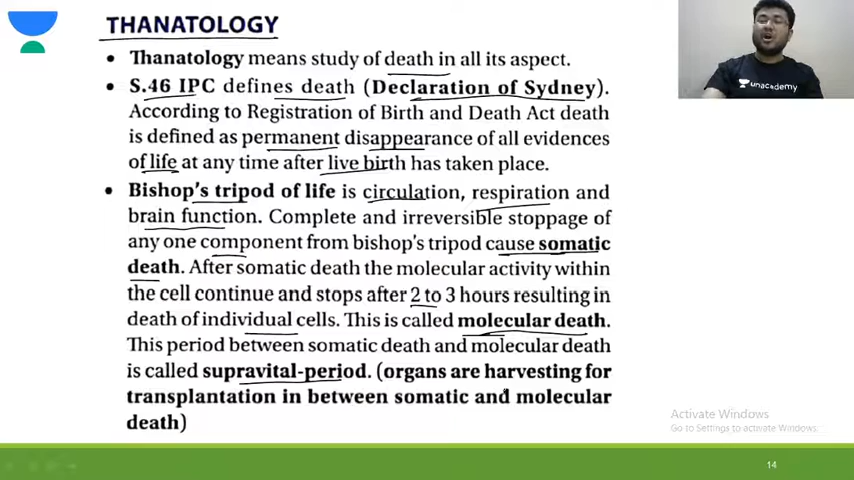 THANATOLOGY
• Thanatology means study of death in all its aspect.
• S.46 IPC defines death (Declaration of Sydney).
According to Registration of Birth and Death Act death
is defined as permanent disappearance of all evidences
of life at any time after live birth has taken place.
• Bishop's tripod of life is circulation, respiration and
brain function. Complete and irreversible stoppage of
any one component from bishop's tripod cause somatic
death. After somatic death the molecular activity within
the cell continue and stops after 2 to 3 hours resulting in
death of individual cells. This is called molecular death.
This period between somatic death and molecular death
is called supravital-period. (organs are harvesting for
transplantation in between somatic and molecular
death)
unacademy
Activate Windows
Go to Settings to activate Windows.
14